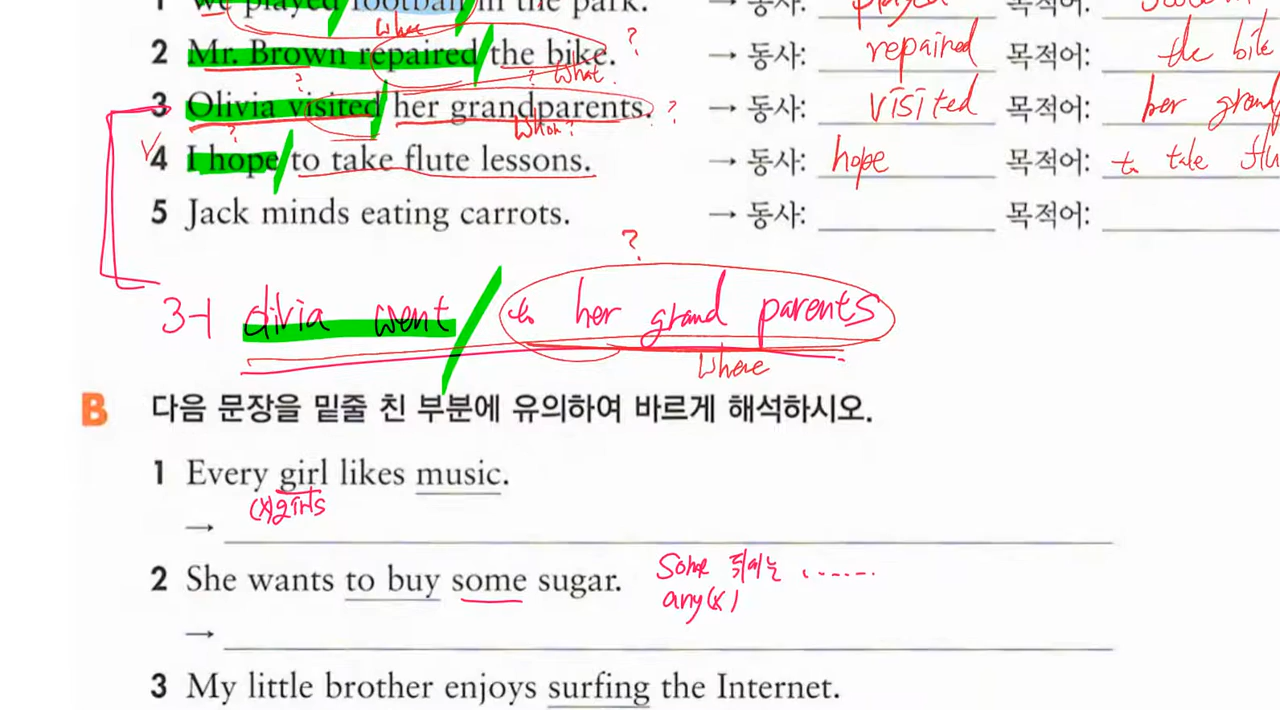 1 We played football in the park. → 동사: played 목적어:
Where
2 Mr. Brown repaired the bike. ? → 동사: repaired 목적어: the bike
? ? What
3 Olivia visited her grandparents. ? → 동사: visited 목적어: her grand
? Whom?
4 I hope to take flute lessons. → 동사: hope 목적어: to take flu
5 Jack minds eating carrots. → 동사: 목적어:
?
3-1 Olivia went to her grand parents
Where
B 다음 문장을 밑줄 친 부분에 유의하여 바르게 해석하시오.
1 Every girl likes music.
(x)girls
→
2 She wants to buy some sugar. Some 뒤에는 ......
any(x)
→
3 My little brother enjoys surfing the Internet.